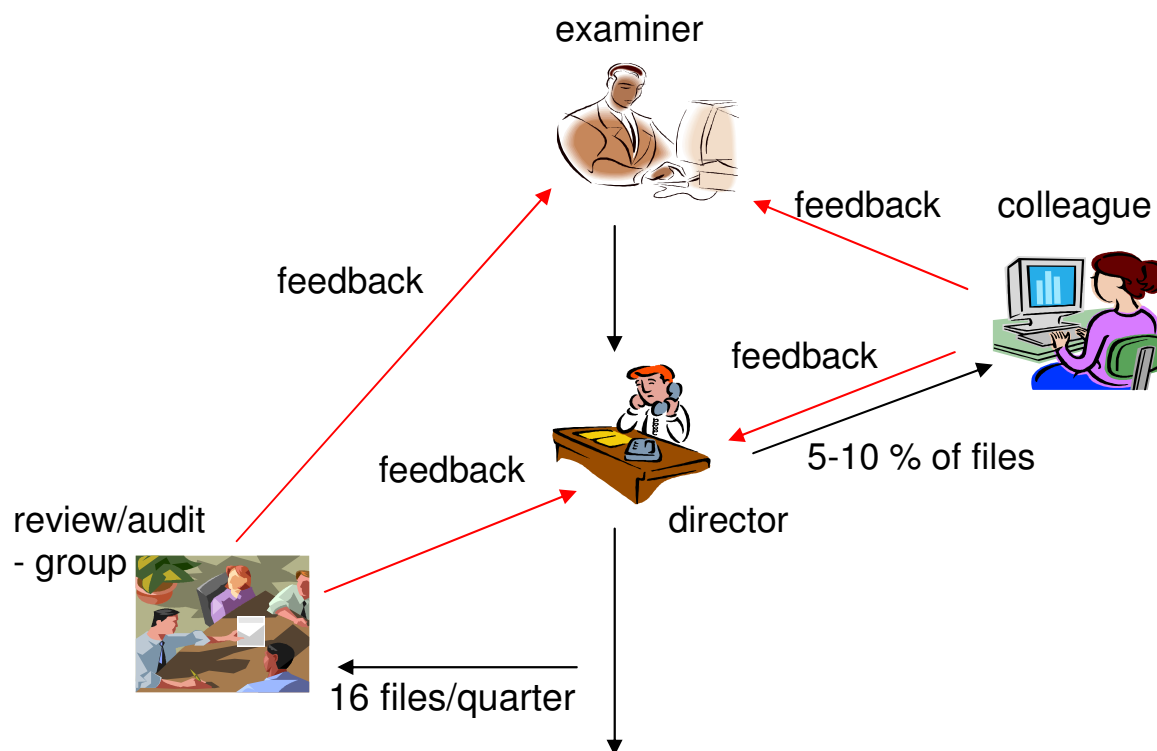 examiner
feedback
colleague
feedback
feedback
5-10 % of files
feedback
director
review/audit
- group
16 files/quarter